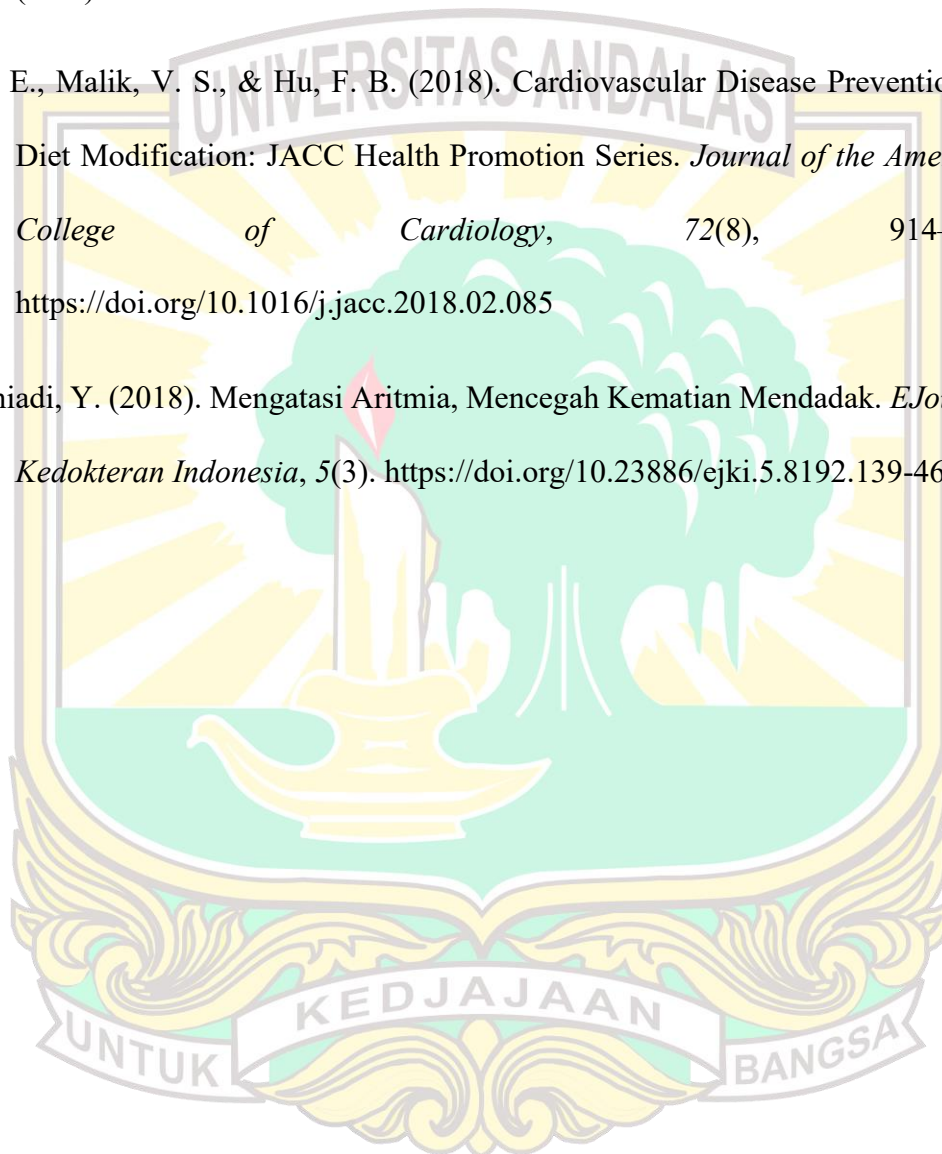 UNIVERSITAS ANDALAS
E., Malik, V. S., & Hu, F. B. (2018). Cardiovascular Disease Preventio
Diet Modification: JACC Health Promotion Series. Journal of the Ame
College of Cardiology, 72(8), 914–
https://doi.org/10.1016/j.jacc.2018.02.085
niadi, Y. (2018). Mengatasi Aritmia, Mencegah Kematian Mendadak. EJo
Kedokteran Indonesia, 5(3). https://doi.org/10.23886/ejki.5.8192.139-46
UNTUK KEDJAJAAN BANGSA